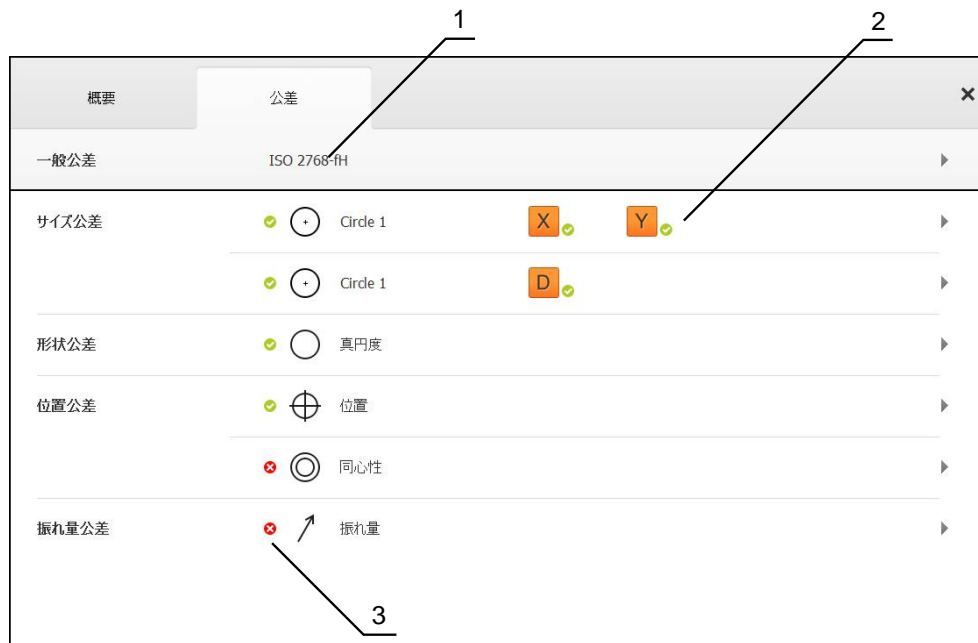 1
2
概要 公差
一般公差 ISO 2768-fH
サイズ公差 Circle 1 X Y
Circle 1 D
形状公差 真円度
位置公差 位置
同心性
振れ量公差 振れ量
3